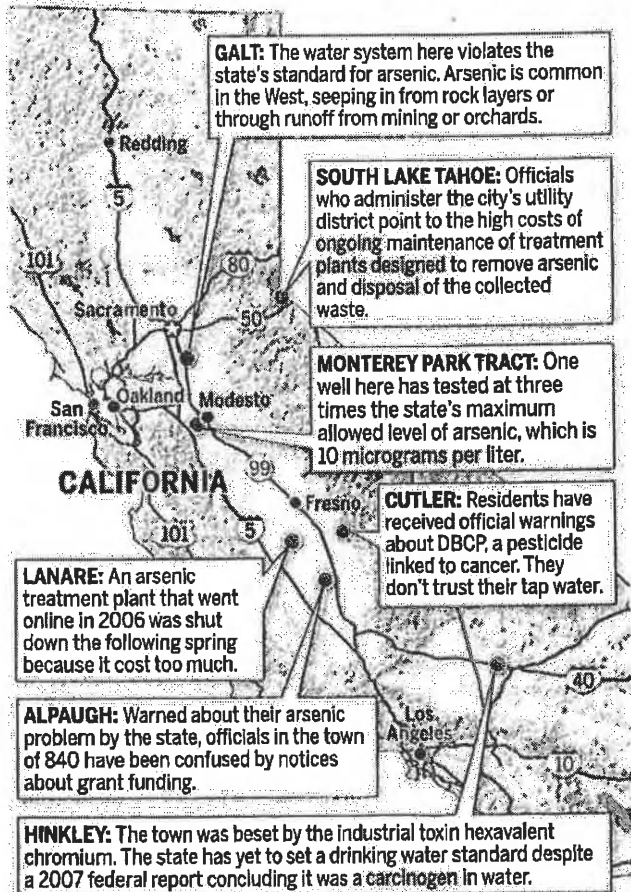 GALT: The water system here violates the
state's standard for arsenic. Arsenic is common
in the West, seeping in from rock layers or
through runoff from mining or orchards.
Redding
5
SOUTH LAKE TAHOE: Officials
who administer the city's utility
district point to the high costs of
ongoing maintenance of treatment
plants designed to remove arsenic
and disposal of the collected
waste.
101
80
Sacramento
50
MONTEREY PARK TRACT: One
well here has tested at three
times the state's maximum
allowed level of arsenic, which is
10 micrograms per liter.
San
Francisco
Oakland
Modesto
99
CALIFORNIA
Fresno
101
5
CUTLER: Residents have
received official warnings
about DBCP, a pesticide
linked to cancer. They
don't trust their tap water.
LANARE: An arsenic
treatment plant that went
online in 2006 was shut
down the following spring
because it cost too much.
40
ALPAUGH: Warned about their arsenic
problem by the state, officials in the town
of 840 have been confused by notices
about grant funding.
Los
Angeles
10
HINKLEY: The town was beset by the industrial toxin hexavalent
chromium. The state has yet to set a drinking water standard despite
a 2007 federal report concluding it was a carcinogen in water.